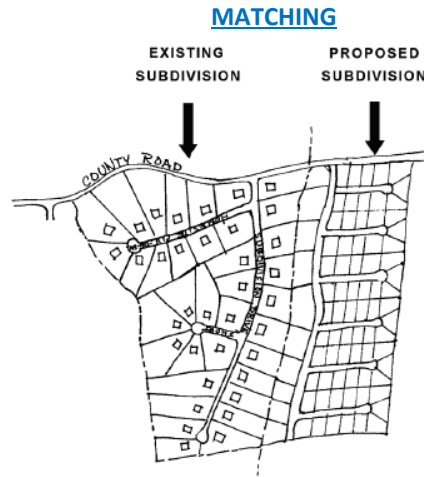 MATCHING
EXISTING
SUBDIVISION
PROPOSED
SUBDIVISION
COUNTY ROAD